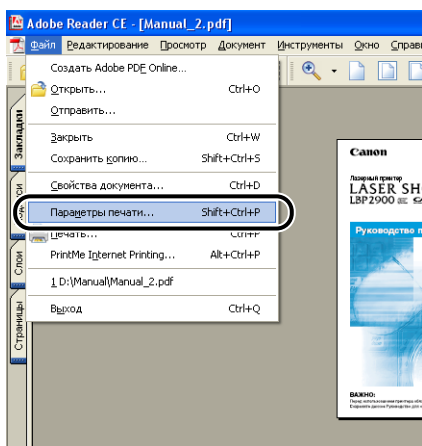 Adobe Reader CE - [Manual_2.pdf]
Файл Редактирование Просмотр Документ Инструменты Окно
Создать Adobe PDF Online...
Открыть... Ctrl+O
Отправить...
Закрыть Ctrl+W
Сохранить копию... Shift+Ctrl+S
Свойства документа... Ctrl+D
Параметры печати... Shift+Ctrl+P
Печать... Ctrl+P
PrintMe Internet Printing... Alt+Ctrl+P
1 D:\Manual\Manual_2.pdf
Выход Ctrl+Q
Закладки
Слои
Страницы
Canon
Лазерный принтер
LASER SH
LBP2900
Руководство п
ВАЖНО: